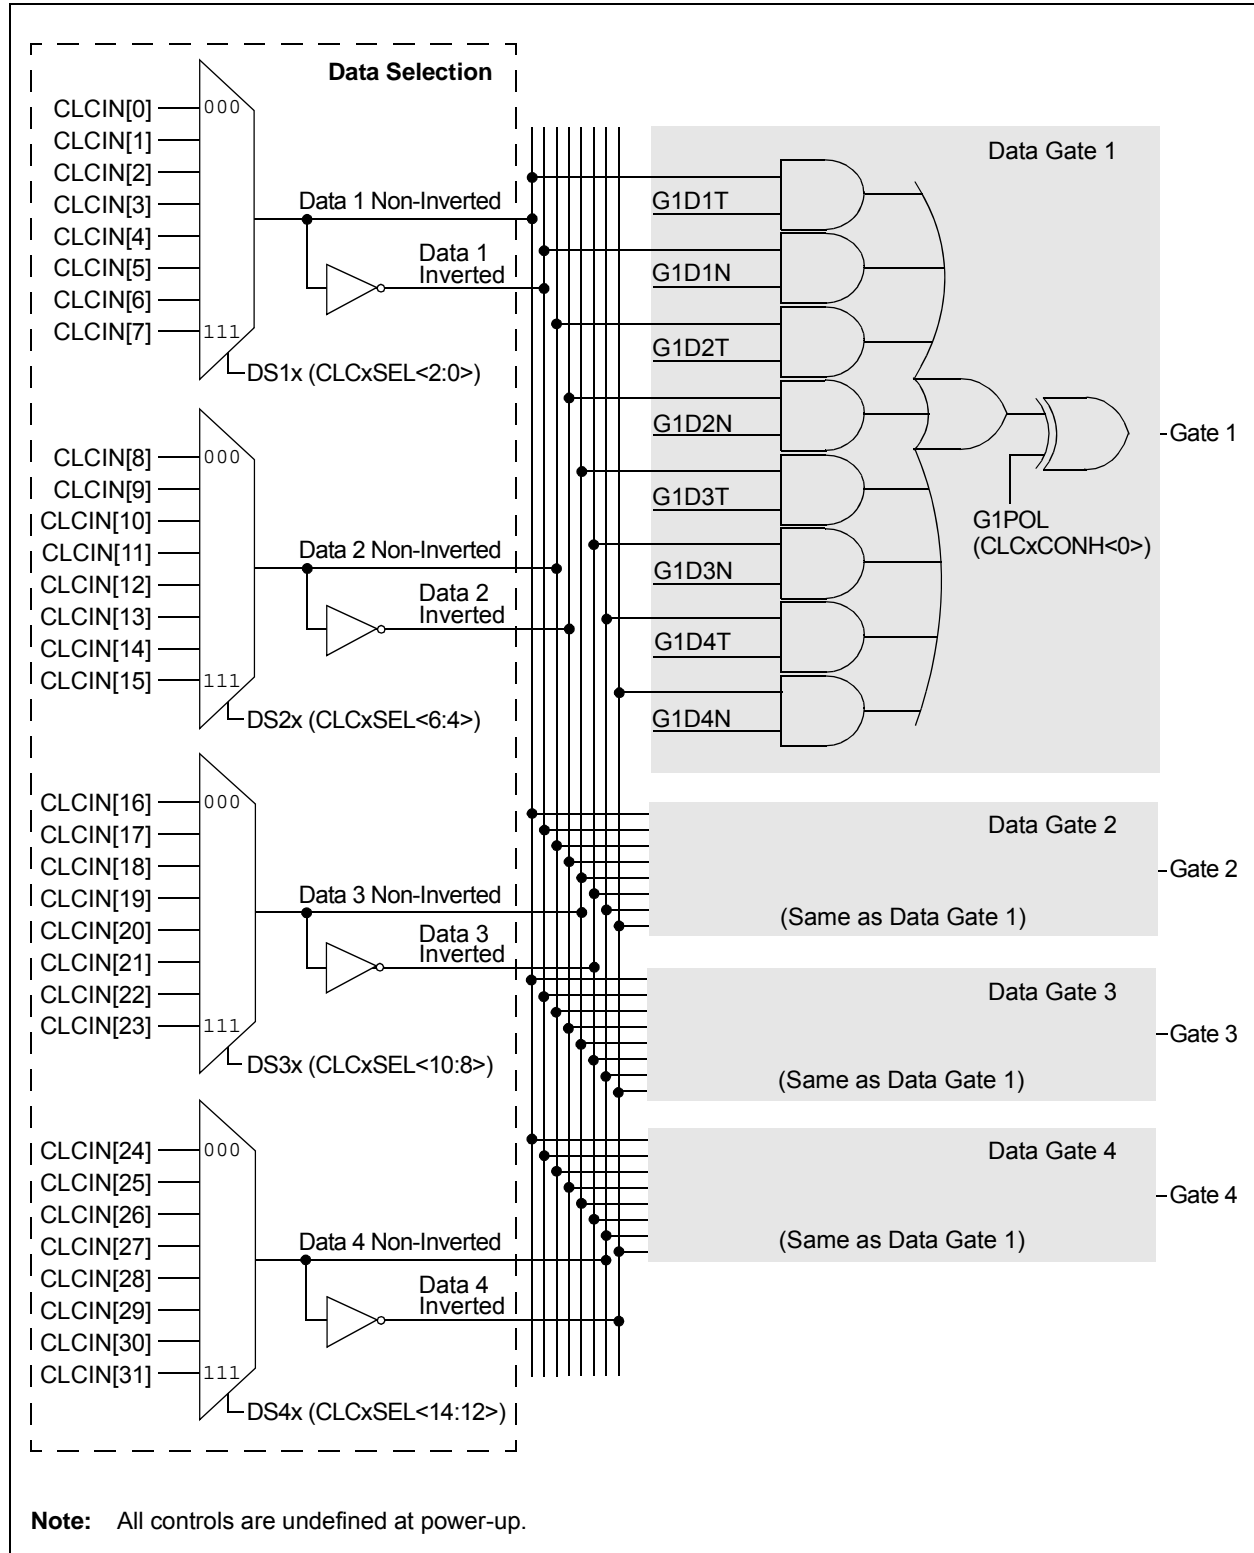 Data Selection
CLCIN[0]
CLCIN[1]
CLCIN[2]
CLCIN[3]
CLCIN[4]
CLCIN[5]
CLCIN[6]
CLCIN[7]
000
111
Data 1 Non-Inverted
Data 1
Inverted
DS1x (CLCxSEL<2:0>)
CLCIN[8]
CLCIN[9]
CLCIN[10]
CLCIN[11]
CLCIN[12]
CLCIN[13]
CLCIN[14]
CLCIN[15]
000
111
Data 2 Non-Inverted
Data 2
Inverted
DS2x (CLCxSEL<6:4>)
CLCIN[16]
CLCIN[17]
CLCIN[18]
CLCIN[19]
CLCIN[20]
CLCIN[21]
CLCIN[22]
CLCIN[23]
000
111
Data 3 Non-Inverted
Data 3
Inverted
DS3x (CLCxSEL<10:8>)
CLCIN[24]
CLCIN[25]
CLCIN[26]
CLCIN[27]
CLCIN[28]
CLCIN[29]
CLCIN[30]
CLCIN[31]
000
111
Data 4 Non-Inverted
Data 4
Inverted
DS4x (CLCxSEL<14:12>)
Data Gate 1
G1D1T
G1D1N
G1D2T
G1D2N
G1D3T
G1D3N
G1D4T
G1D4N
G1POL
(CLCxCONH<0>)
Gate 1
Data Gate 2
(Same as Data Gate 1)
Gate 2
Data Gate 3
(Same as Data Gate 1)
Gate 3
Data Gate 4
(Same as Data Gate 1)
Gate 4
Note: All controls are undefined at power-up.